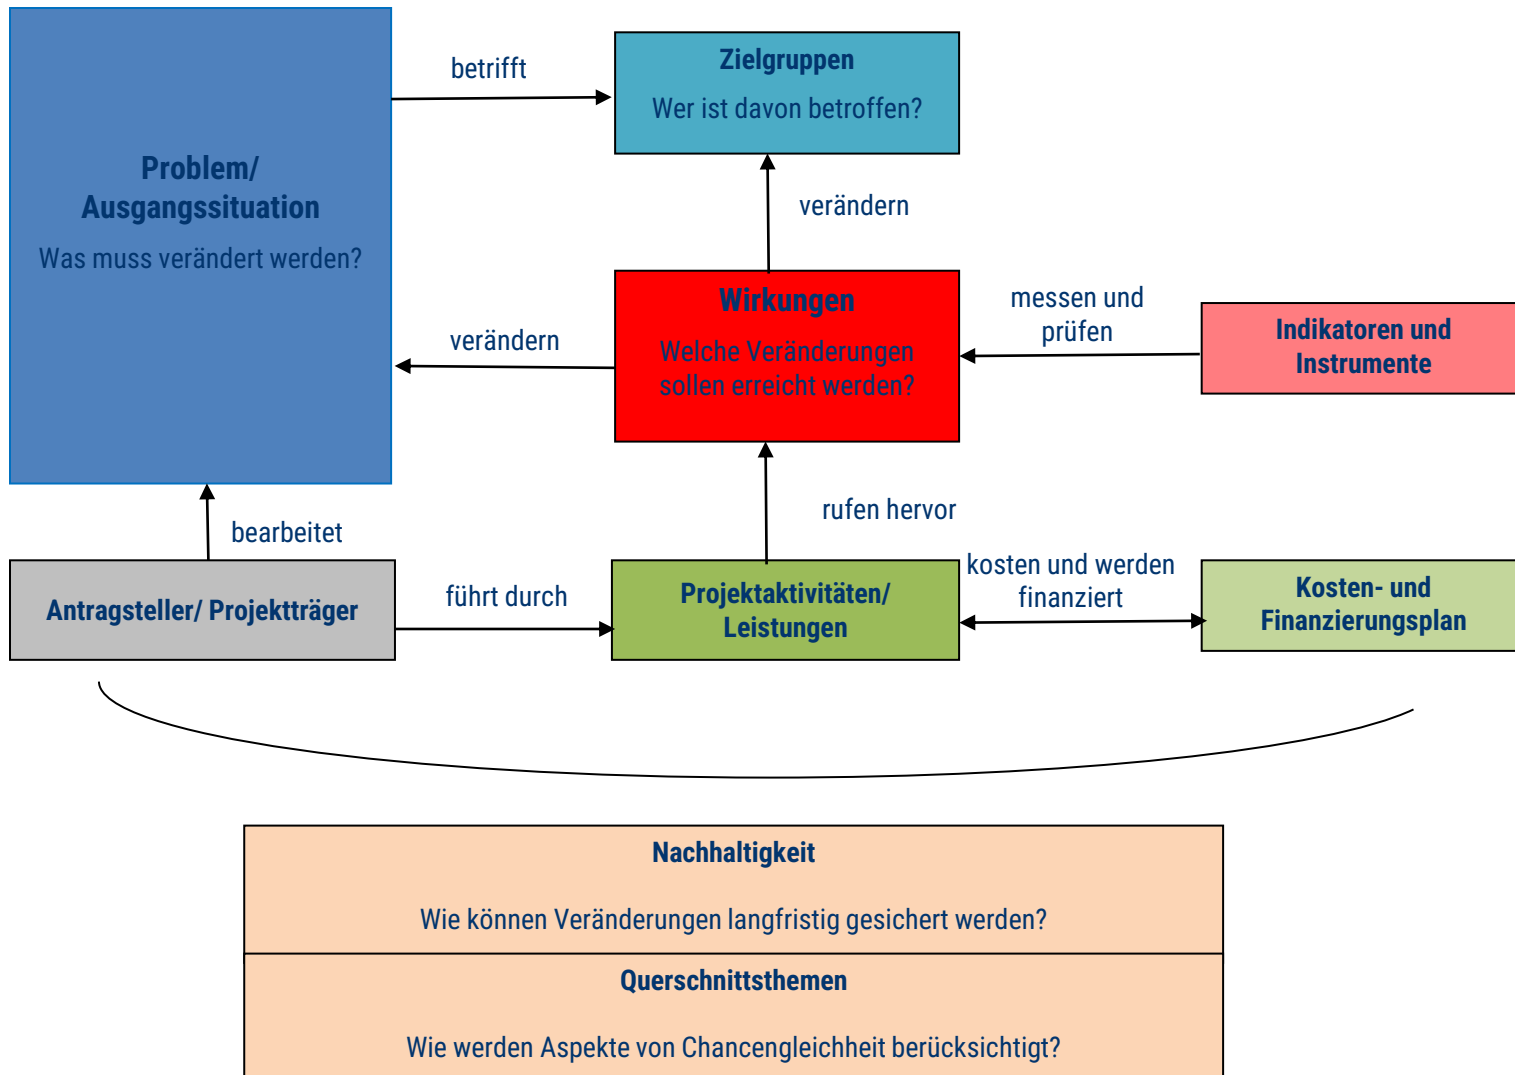 betrifft
Zielgruppen
Wer ist davon betroffen?
Problem/
Ausgangssituation
Was muss verändert werden?
verändern
Wirkungen
Welche Veränderungen
sollen erreicht werden?
verändern
messen und
prüfen
Indikatoren und
Instrumente
bearbeitet
rufen hervor
Antragsteller/ Projektträger
führt durch
Projektaktivitäten/
Leistungen
kosten und werden
finanziert
Kosten- und
Finanzierungsplan
Nachhaltigkeit
Wie können Veränderungen langfristig gesichert werden?
Querschnittsthemen
Wie werden Aspekte von Chancengleichheit berücksichtigt?